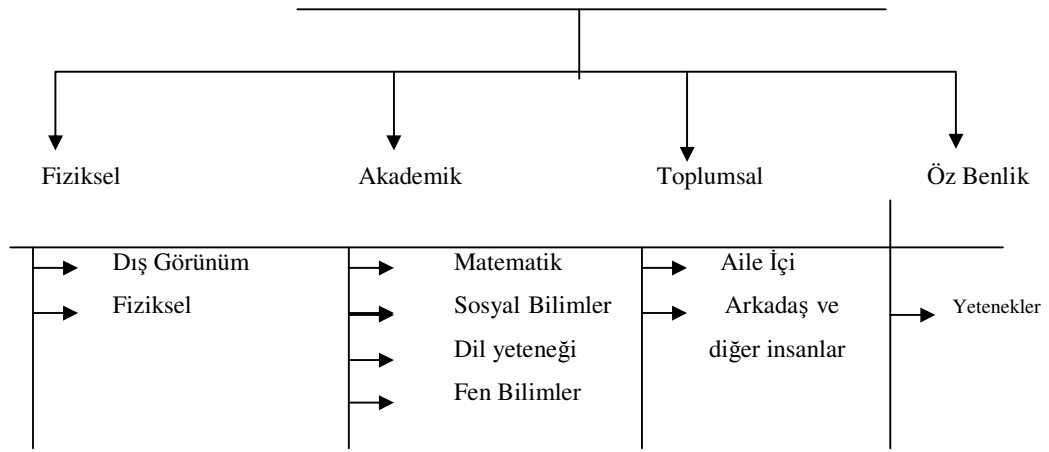 Fiziksel Akademik Toplumsal Öz Benlik
Dış Görünüm Matematik Aile İçi
Fiziksel Sosyal Bilimler Arkadaş ve Yetenekler
Dil yeteneği diğer insanlar
Fen Bilimler